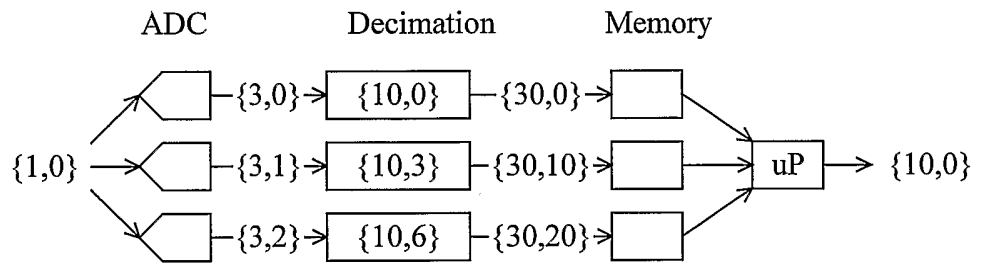 ADC Decimation Memory
{3,0} {10,0} {30,0}
{1,0} {3,1} {10,3} {30,10} uP {10,0}
{3,2} {10,6} {30,20}